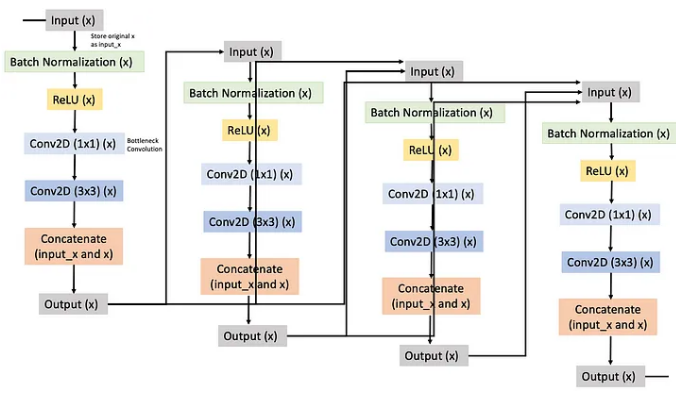 Input (x)
Store original x
as input_x
Batch Normalization (x)
ReLU (x)
Conv2D (1x1) (x)
Bottleneck
Convolution
Conv2D (3x3) (x)
Concatenate
(input_x and x)
Output (x)
Input (x)
Batch Normalization (x)
ReLU (x)
Conv2D (1x1) (x)
Conv2D (3x3) (x)
Concatenate
(input_x and x)
Output (x)
Input (x)
Batch Normalization (x)
ReLU (x)
Conv2D (1x1) (x)
Conv2D (3x3) (x)
Concatenate
(input_x and x)
Output (x)
Input (x)
Batch Normalization (x)
ReLU (x)
Conv2D (1x1) (x)
Conv2D (3x3) (x)
Concatenate
(input_x and x)
Output (x)